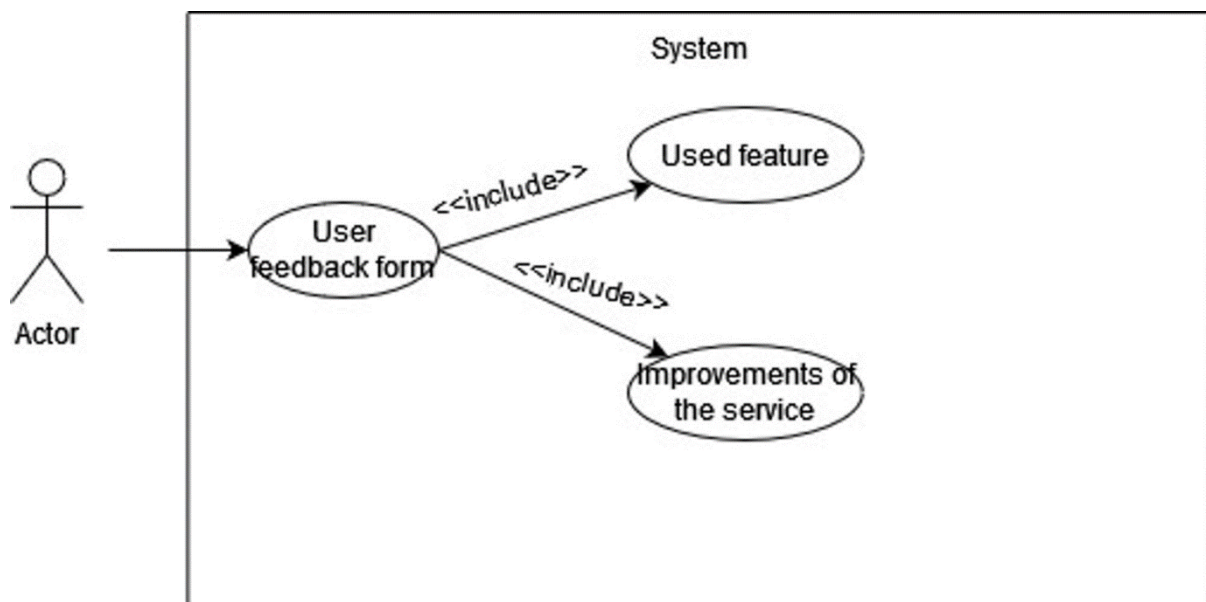 System
Used feature
<<include>>
User
feedback form
<<include>>
Actor
Improvements of
the service